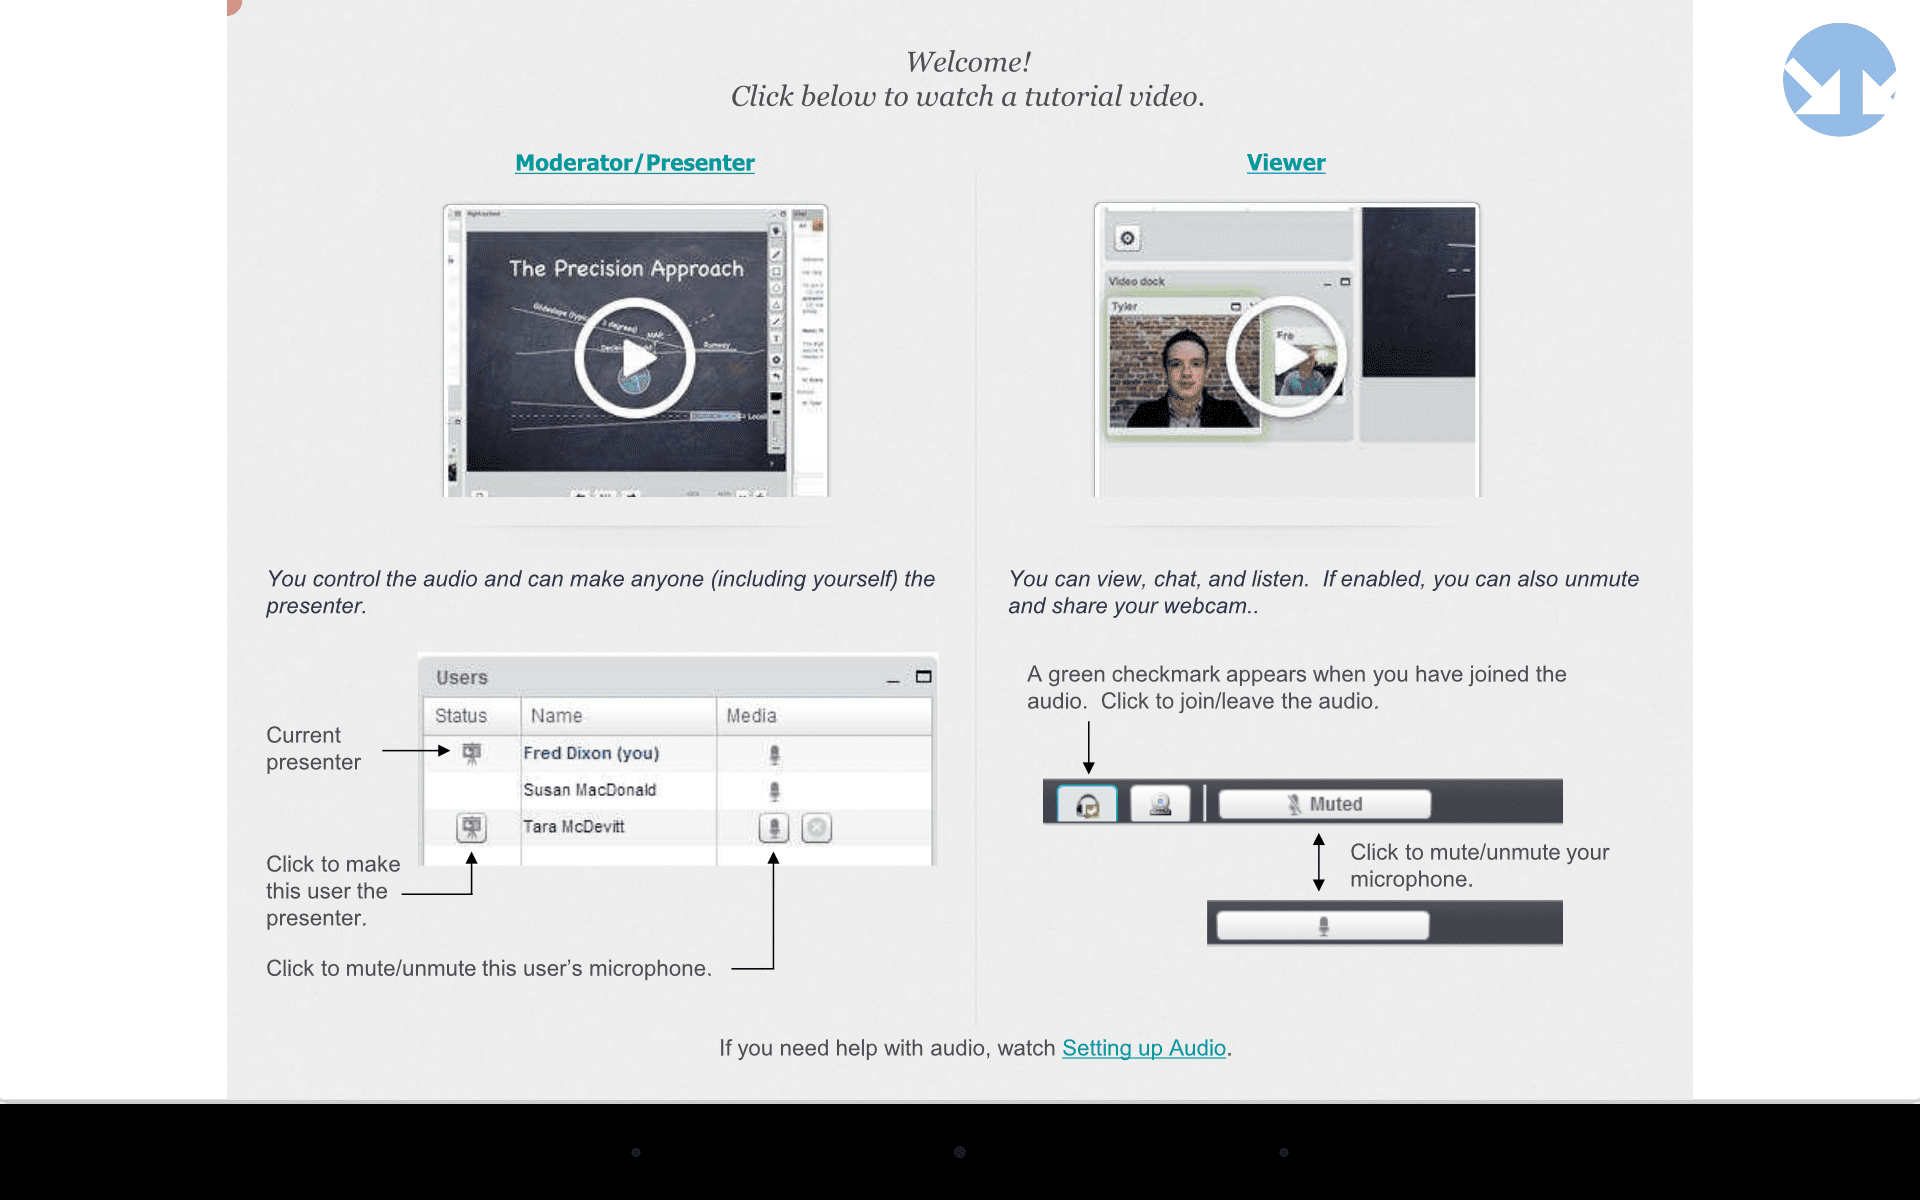 Welcome!
Click below to watch a tutorial video.
Moderator/Presenter
Viewer
The Precision Approach
Runway
Video dock
Tyler
Fre
You control the audio and can make anyone (including yourself) the
presenter.
You can view, chat, and listen. If enabled, you can also unmute
and share your webcam..
Users
Status Name Media
Fred Dixon (you)
Susan MacDonald
Tara McDevitt
Current
presenter
Click to make
this user the
presenter.
Click to mute/unmute this user’s microphone.
A green checkmark appears when you have joined the
audio. Click to join/leave the audio.
Muted
Click to mute/unmute your
microphone.
If you need help with audio, watch Setting up Audio.